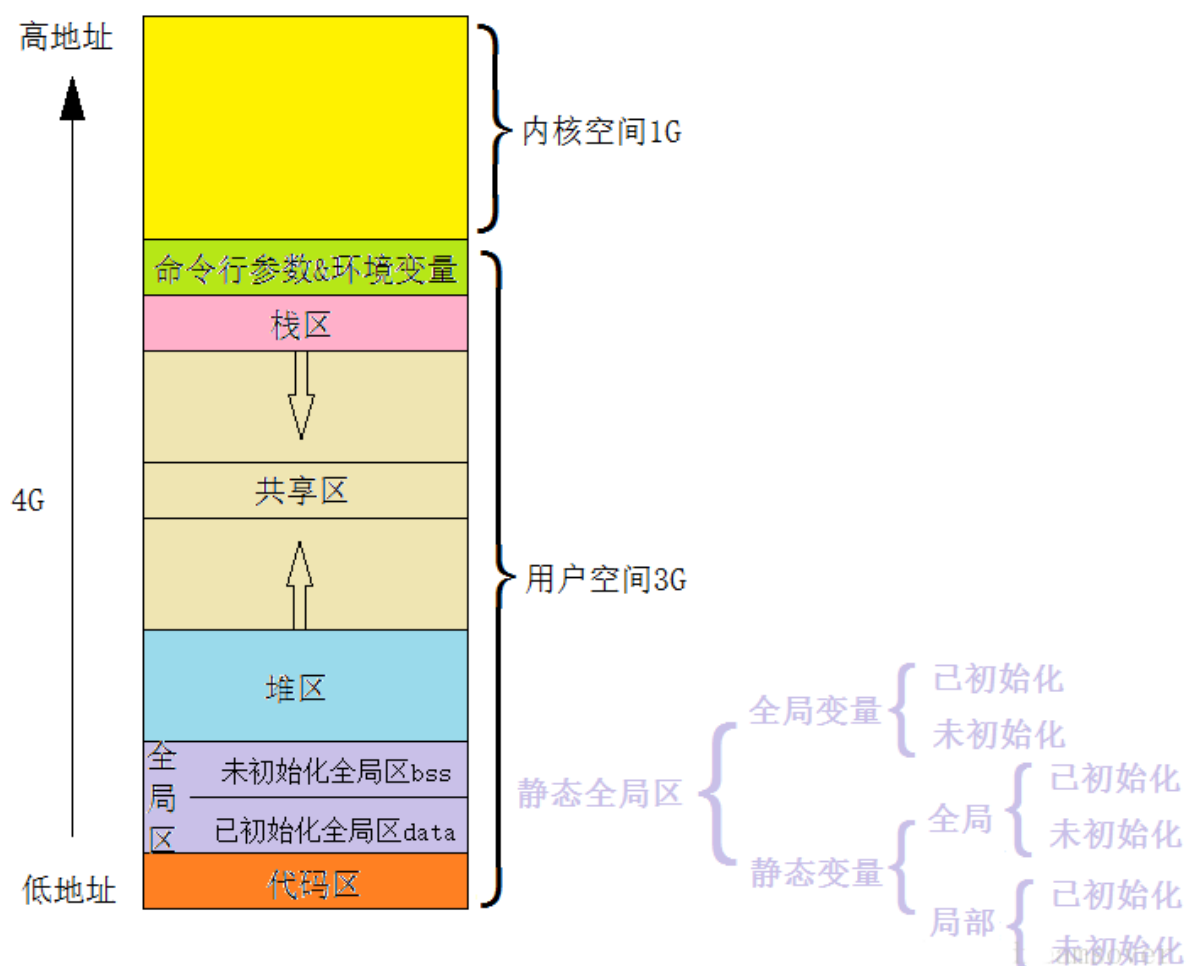 高地址
内核空间1G
命令行参数&环境变量
栈区
共享区
4G
用户空间3G
堆区
全局区
未初始化全局区bss
已初始化全局区data
低地址
代码区
静态全局区
全局变量
已初始化
未初始化
静态变量
全局
已初始化
未初始化
局部
已初始化
未初始化